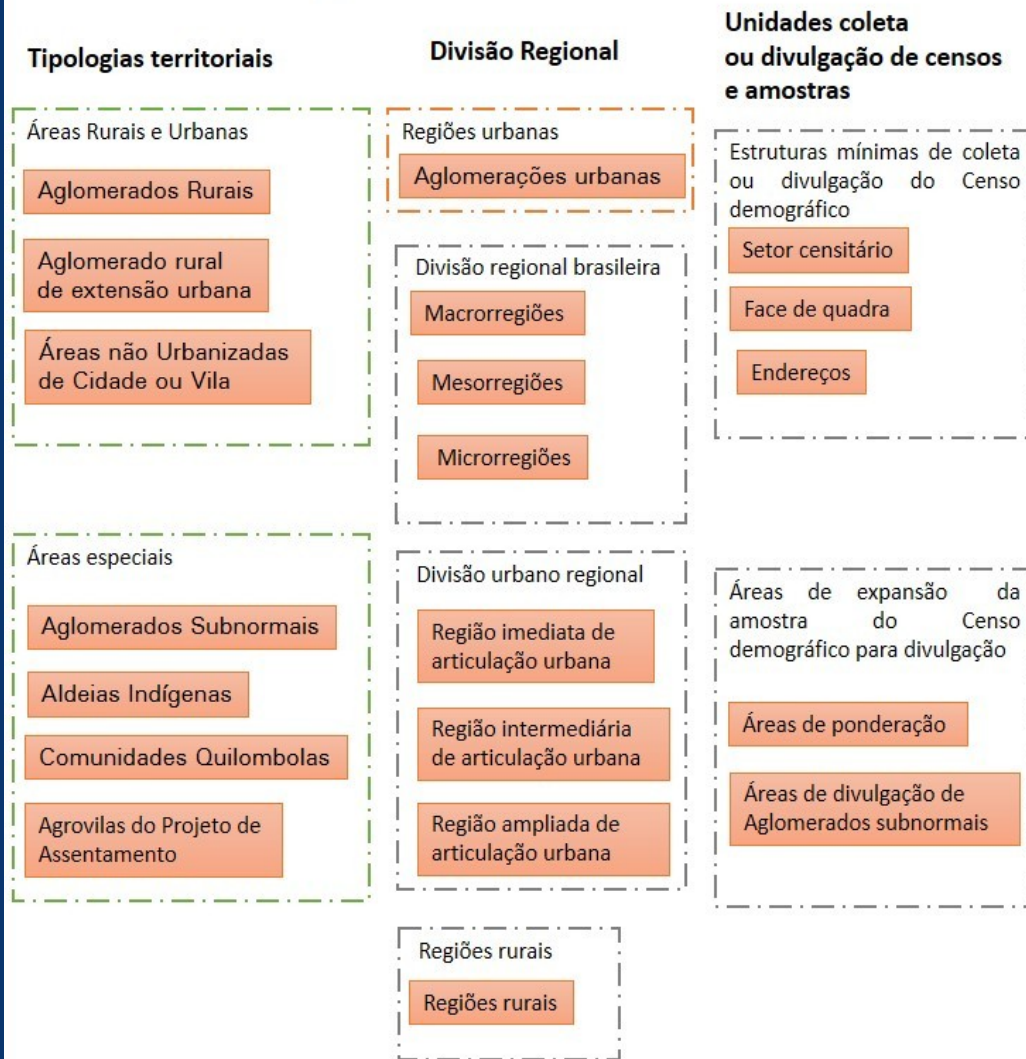 Tipologias territoriais
Áreas Rurais e Urbanas
Aglomerados Rurais
Aglomerado rural
de extensão urbana
Áreas não Urbanizadas
de Cidade ou Vila
Áreas especiais
Aglomerados Subnormais
Aldeias Indígenas
Comunidades Quilombolas
Agrovilas do Projeto de
Assentamento
Divisão Regional
Regiões urbanas
Aglomerações urbanas
Divisão regional brasileira
Macrorregiões
Mesorregiões
Microrregiões
Divisão urbano regional
Região imediata de
articulação urbana
Região intermediária
de articulação urbana
Região ampliada de
articulação urbana
Regiões rurais
Regiões rurais
Unidades coleta
ou divulgação de censos
e amostras
Estruturas mínimas de coleta
ou divulgação do Censo
demográfico
Setor censitário
Face de quadra
Endereços
Áreas de expansão da
amostra do Censo
demográfico para divulgação
Áreas de ponderação
Áreas de divulgação de
Aglomerados subnormais